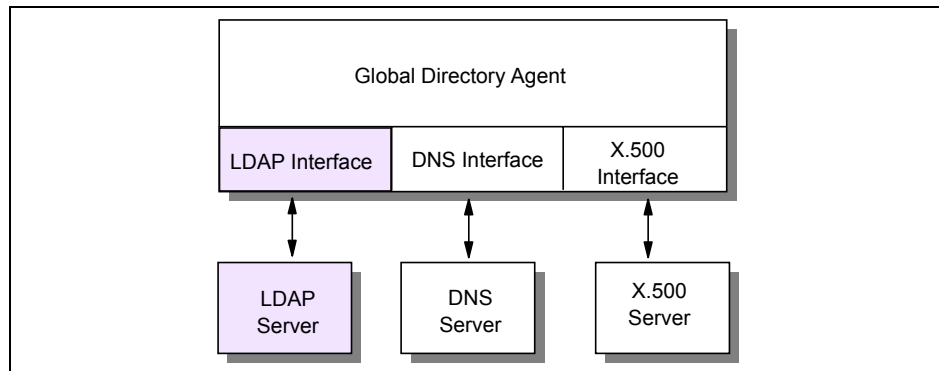 Global Directory Agent
LDAP Interface
DNS Interface
X.500
Interface
LDAP
Server
DNS
Server
X.500
Server